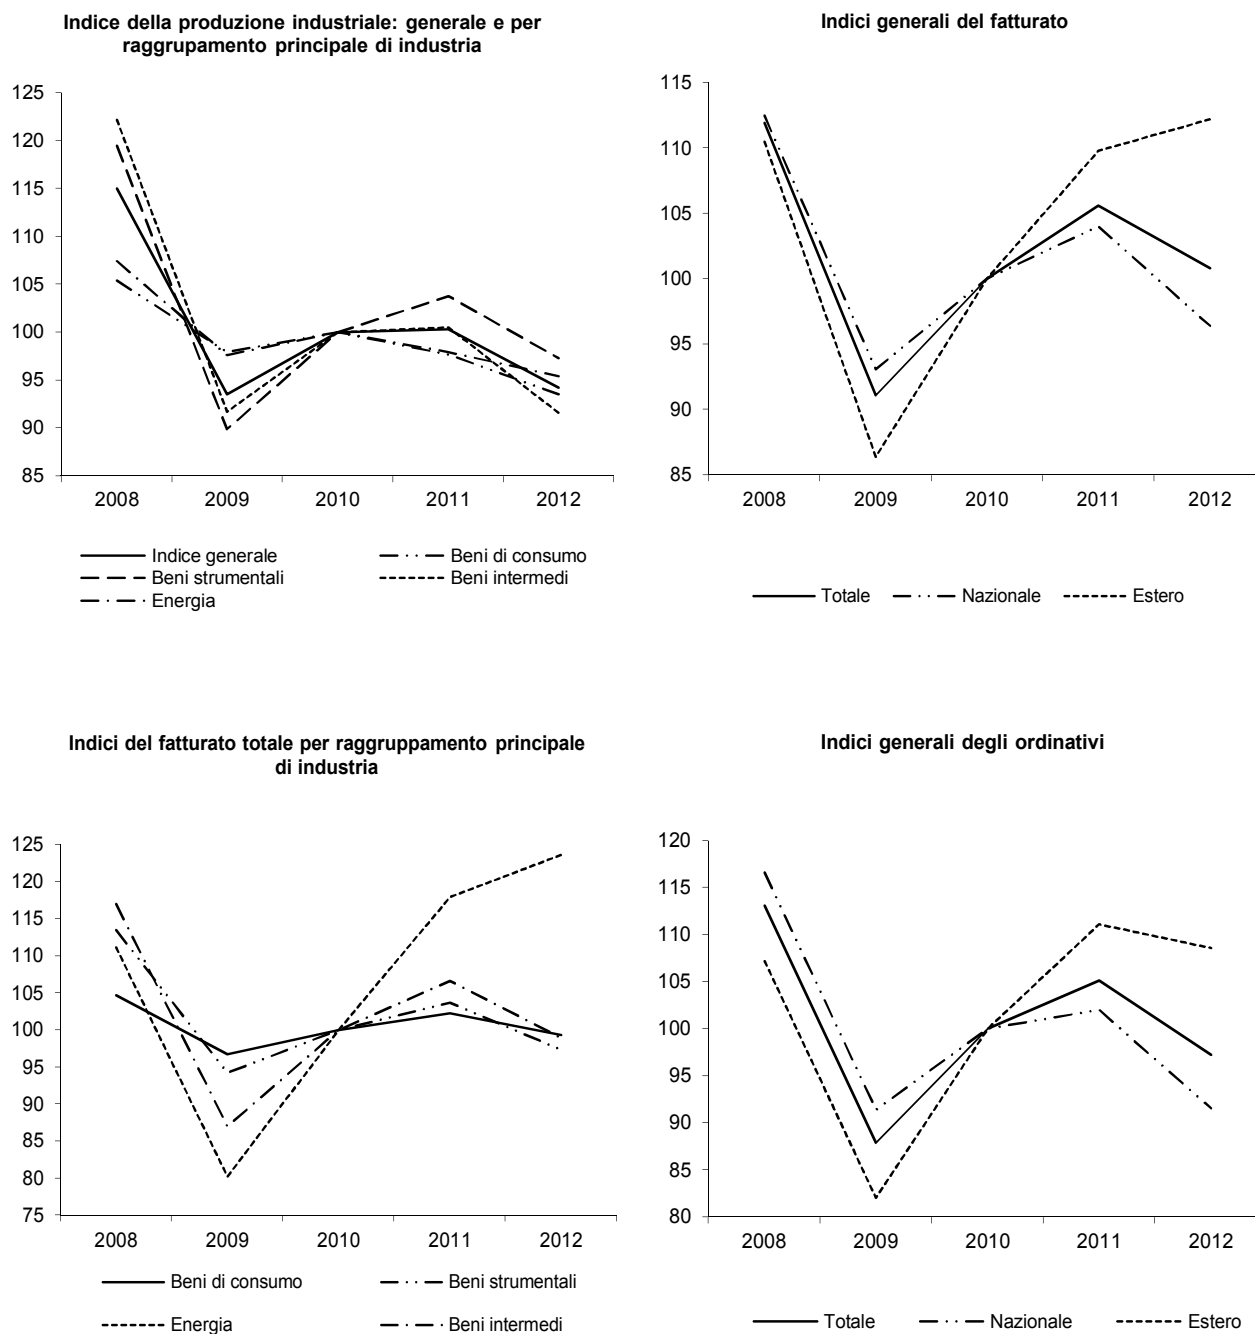 Indice della produzione industriale: generale e per
raggrupamento principale di industria
125
120
115
110
105
100
95
90
85
2008 2009 2010 2011 2012
Indice generale Beni di consumo
Beni strumentali Beni intermedi
Energia
Indici generali del fatturato
115
110
105
100
95
90
85
2008 2009 2010 2011 2012
Totale Nazionale Estero
Indici del fatturato totale per raggruppamento principale
di industria
125
120
115
110
105
100
95
90
85
80
75
2008 2009 2010 2011 2012
Beni di consumo Beni strumentali
Energia Beni intermedi
Indici generali degli ordinativi
120
115
110
105
100
95
90
85
80
2008 2009 2010 2011 2012
Totale Nazionale Estero